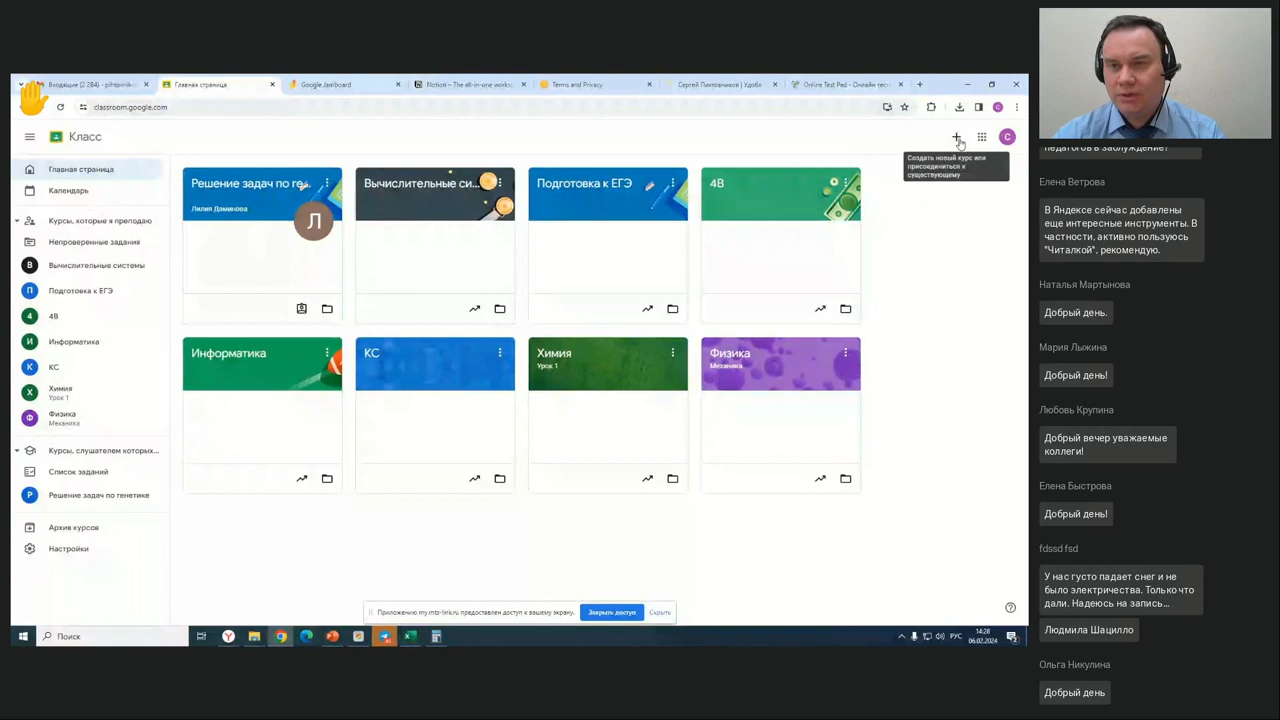 Входящие (2 284) - pihtovnik
Главная страница
Google Jamboard
Notion – The all-in-one works
Terms and Privacy
Сергей Пихтовников | Удобо
Online Test Pad - Онлайн тес
classroom.google.com
Класс
Создать новый курс или
присоединиться к
существующему
Главная страница
Календарь
Курсы, которые я преподаю
Непроверенные задания
В Вычислительные системы
П Подготовка к ЕГЭ
4 4В
И Информатика
К КС
Х Химия
Урок 1
Ф Физика
Механика
Курсы, слушателем которых...
Список заданий
Р Решение задач по генетике
Архив курсов
Настройки
Решение задач по ге...
Лилия Даминова
Л
Вычислительные си...
Подготовка к ЕГЭ
4В
Информатика
КС
Химия
Урок 1
Физика
Механика
С
Приложению my.mts-link.ru предоставлен доступ к вашему экрану.
Закрыть доступ
Скрыть
Поиск
РУС
14:28
06.02.2024
педагогов в заблуждение?
Елена Ветрова
В Яндексе сейчас добавлены
еще интересные инструменты. В
частности, активно пользуюсь
"Читалкой", рекомендую.
Наталья Мартынова
Добрый день.
Мария Лыжина
Добрый день!
Любовь Крупина
Добрый вечер уважаемые
коллеги!
Елена Быстрова
Добрый день!
fdssd fsd
У нас густо падает снег и не
было электричества. Только что
дали. Надеюсь на запись...
Людмила Шацилло
Ольга Никулина
Добрый день